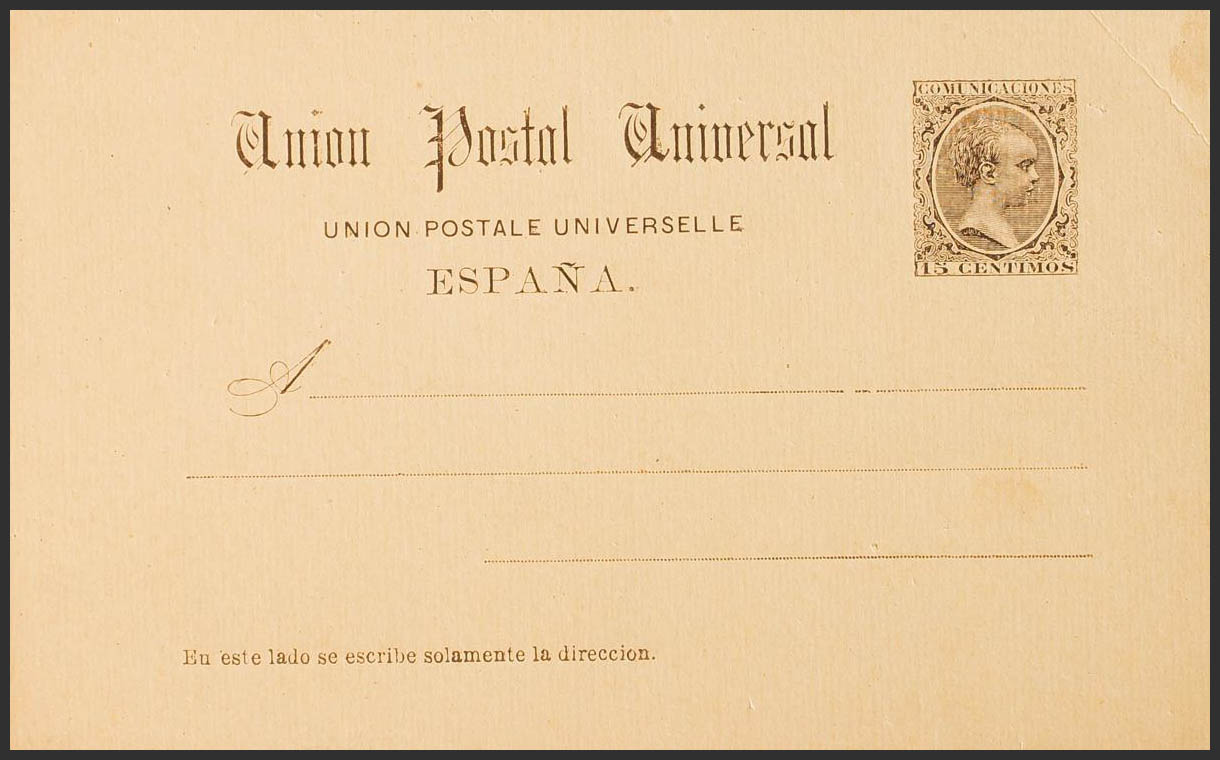 Union Postal Universal
COMUNICACIONES
15 CENTIMOS
UNION POSTALE UNIVERSELLE
ESPAÑA.
A
En este lado se escribe solamente la direccion.